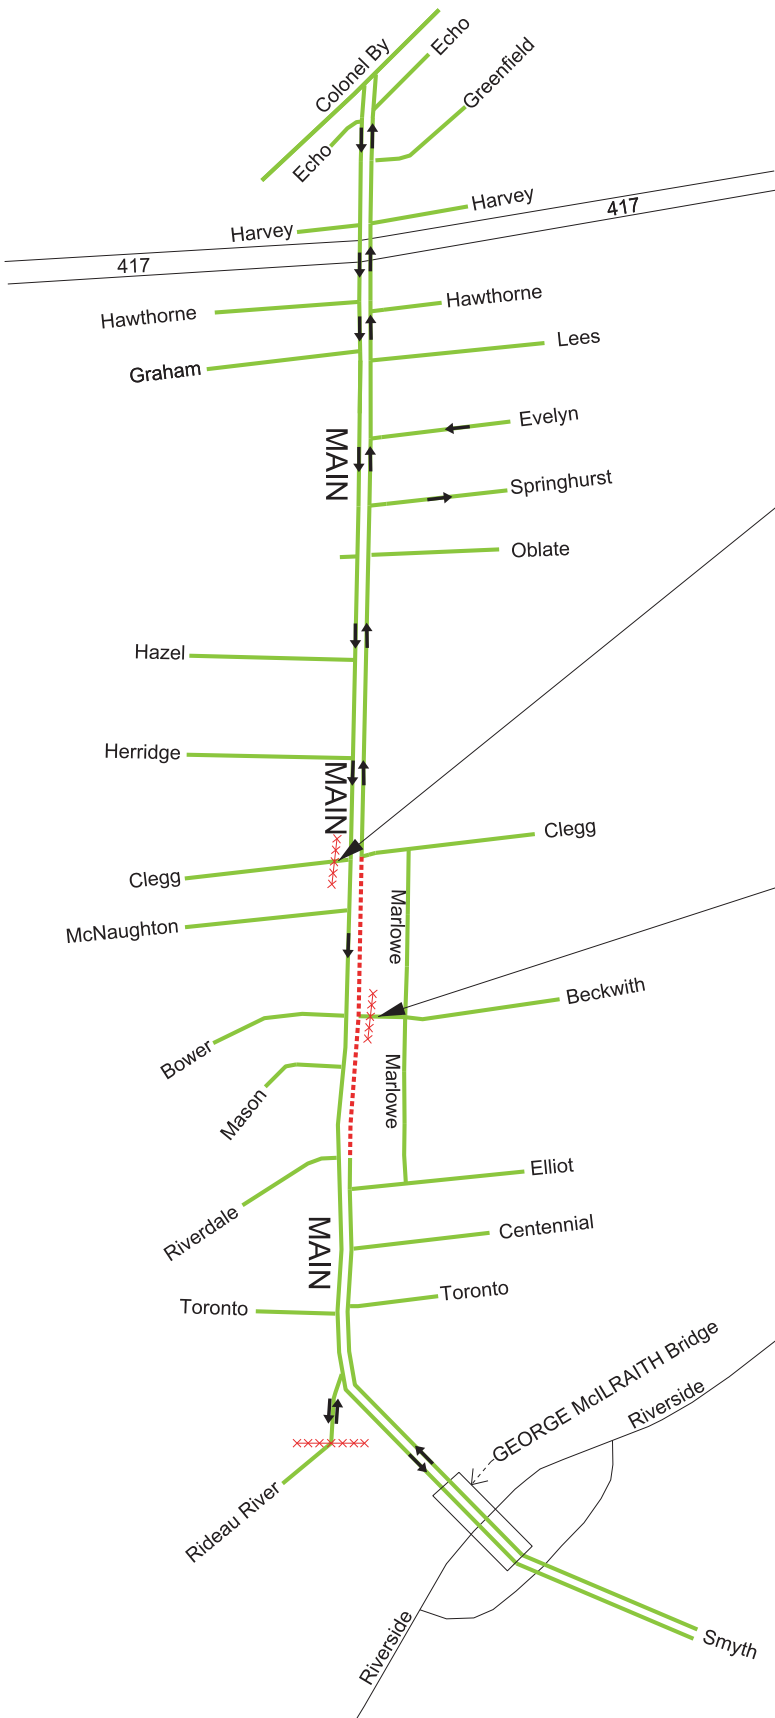 Colonel By
Echo
Greenfield
Echo
Harvey
Harvey
417
417
Hawthorne
Hawthorne
Graham
Lees
MAIN
Evelyn
Springhurst
Oblate
Hazel
Herridge
MAIN
Clegg
Clegg
Marlowe
McNaughton
Beckwith
Bower
Marlowe
Mason
Elliot
Riverdale
MAIN
Centennial
Toronto
Toronto
GEORGE McILRAITH Bridge
Riverside
Rideau River
Riverside
Smyth